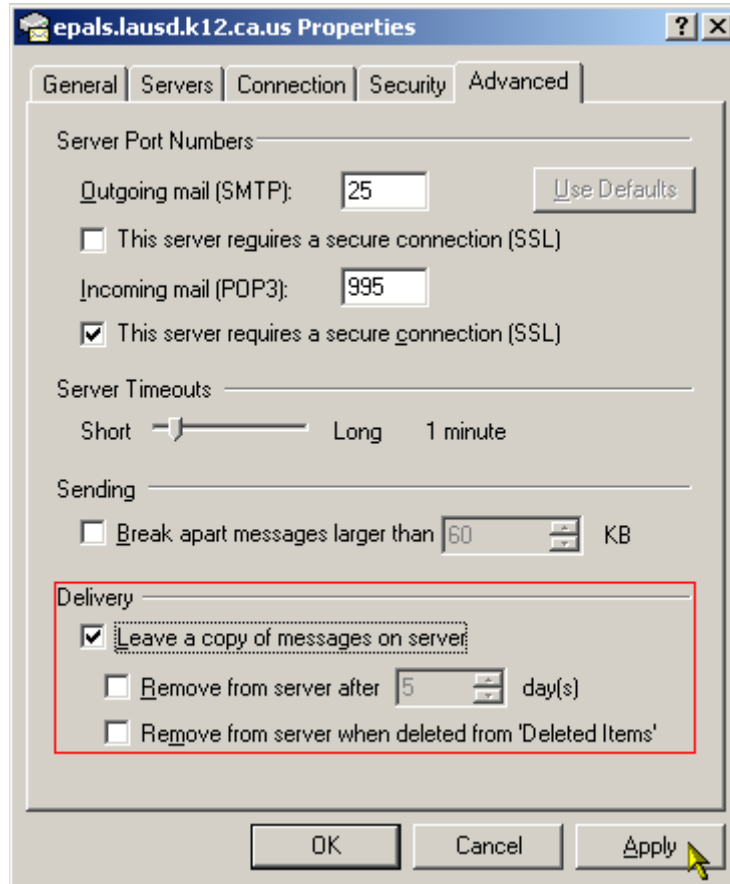 epals.lausd.k12.ca.us Properties
General Servers Connection Security Advanced
Server Port Numbers
Outgoing mail (SMTP): 25 Use Defaults
This server requires a secure connection (SSL)
Incoming mail (POP3): 995
This server requires a secure connection (SSL)
Server Timeouts
Short Long 1 minute
Sending
Break apart messages larger than 60 KB
Delivery
Leave a copy of messages on server
Remove from server after 5 day(s)
Remove from server when deleted from 'Deleted Items'
OK Cancel Apply